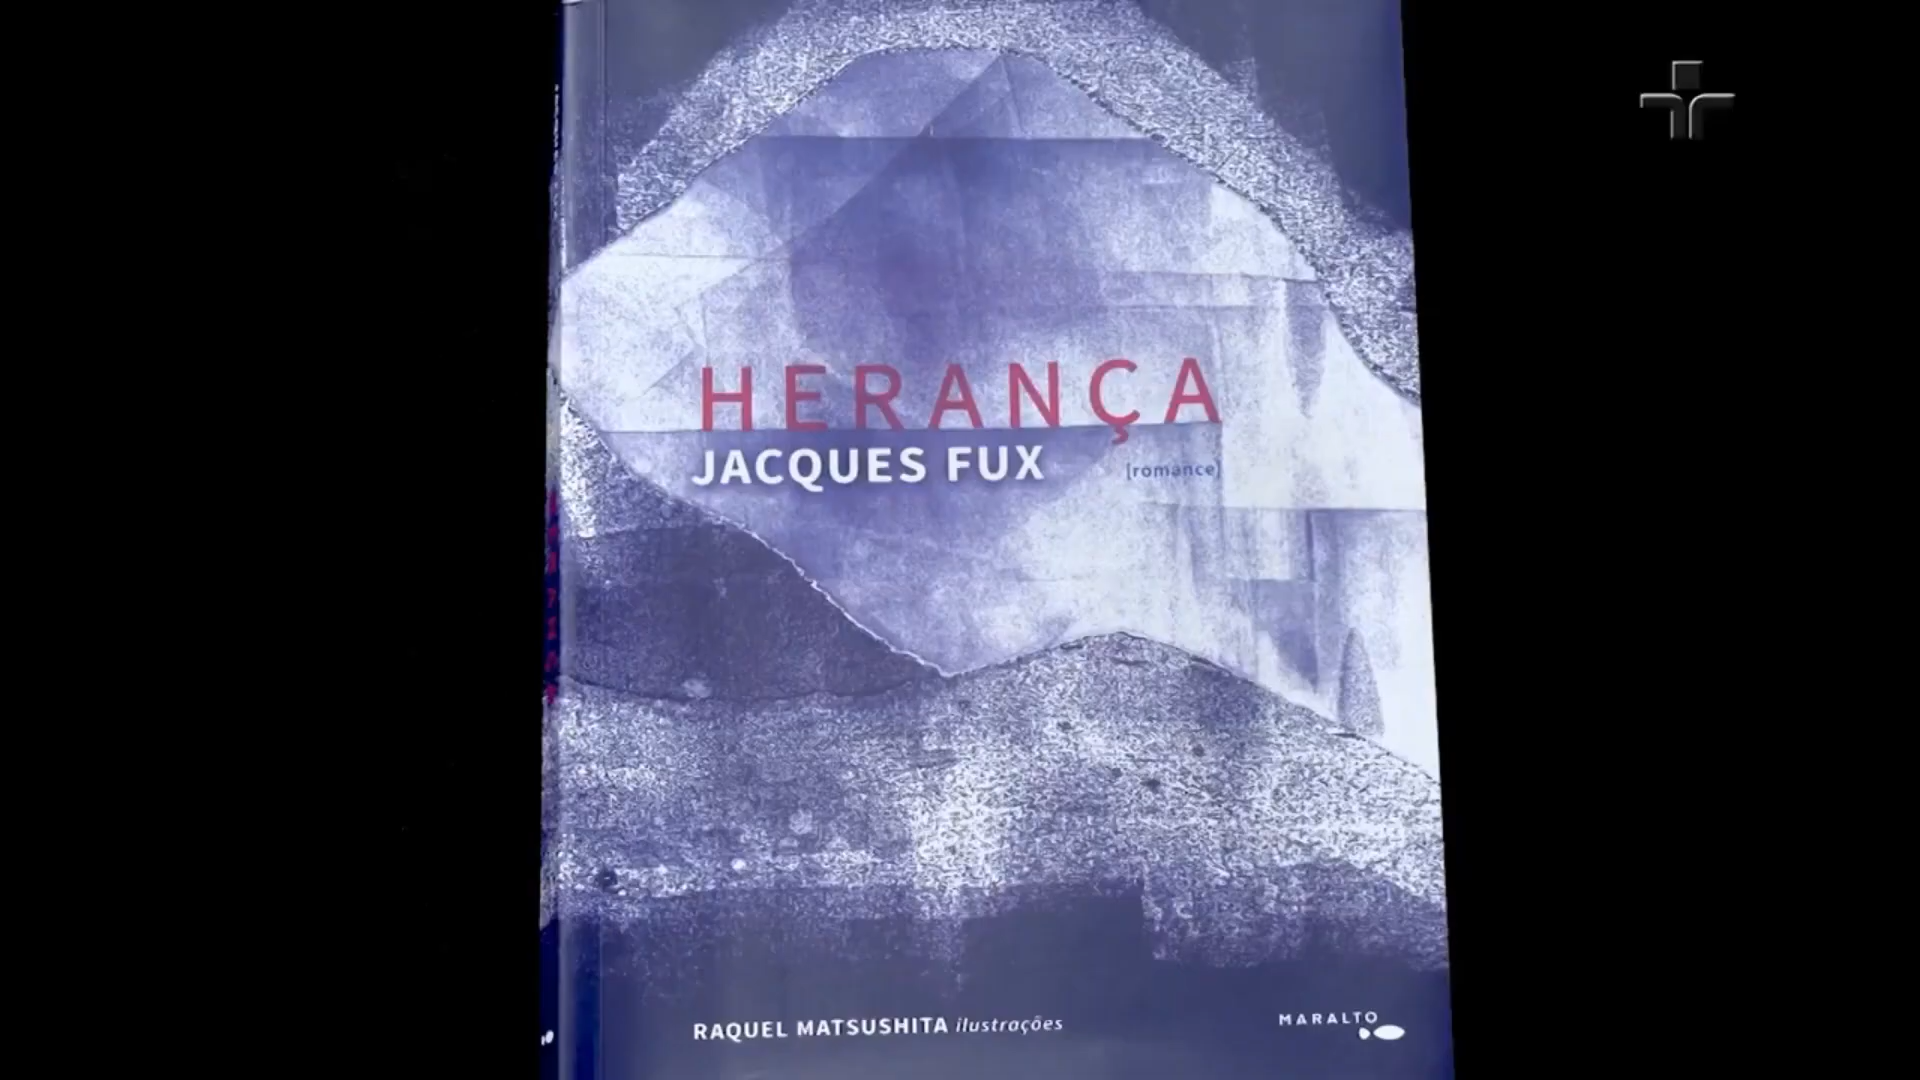 HERANÇA
JACQUES FUX
[romance]
RAQUEL MATSUSHITA ilustrações
MARALTO